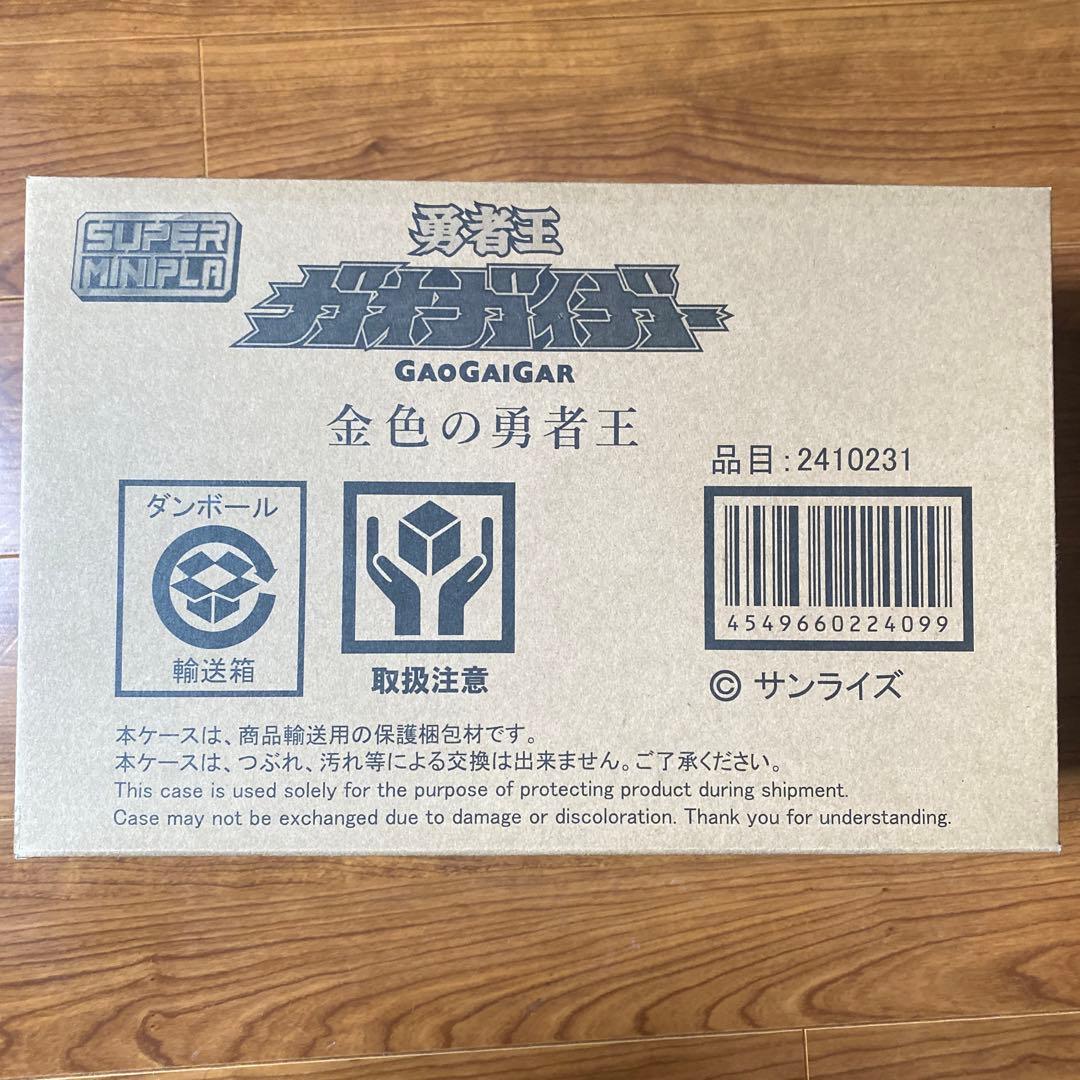 SUPER
MINIPLA
勇者王
ガオガイガー
GAOGAIGAR
金色の勇者王
品目:2410231
ダンボール
輸送箱
取扱注意
4549660224099
© サンライズ
本ケースは、商品輸送用の保護梱包材です。
本ケースは、つぶれ、汚れ等による交換は出来ません。ご了承ください。
This case is used solely for the purpose of protecting product during shipment.
Case may not be exchanged due to damage or discoloration. Thank you for understanding.